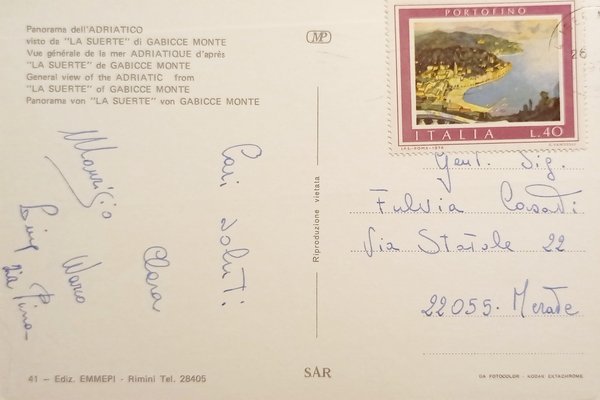 Panorama dell'ADRIATICO
visto da "LA SUERTE" di GABICCE MONTE
Vue générale de la mer ADRIATIQUE d'après
"LA SUERTE" de GABICCE MONTE
General view of the ADRIATIC from
"LA SUERTE" of GABICCE MONTE
Panorama von "LA SUERTE" von GABICCE MONTE
MP
PORTOFINO
ITALIA L.40
I.P.S.-ROMA-1974
26
Cari saluti
Clara
Maurizio
Gent. Sig.
Fulvia Casati
Via Statale 22
22055 - Merate
Riproduzione vietata
41 - Ediz. EMMEPI - Rimini Tel. 28405
SAR
DA FOTOCOLOR - KODAK EKTACHROME